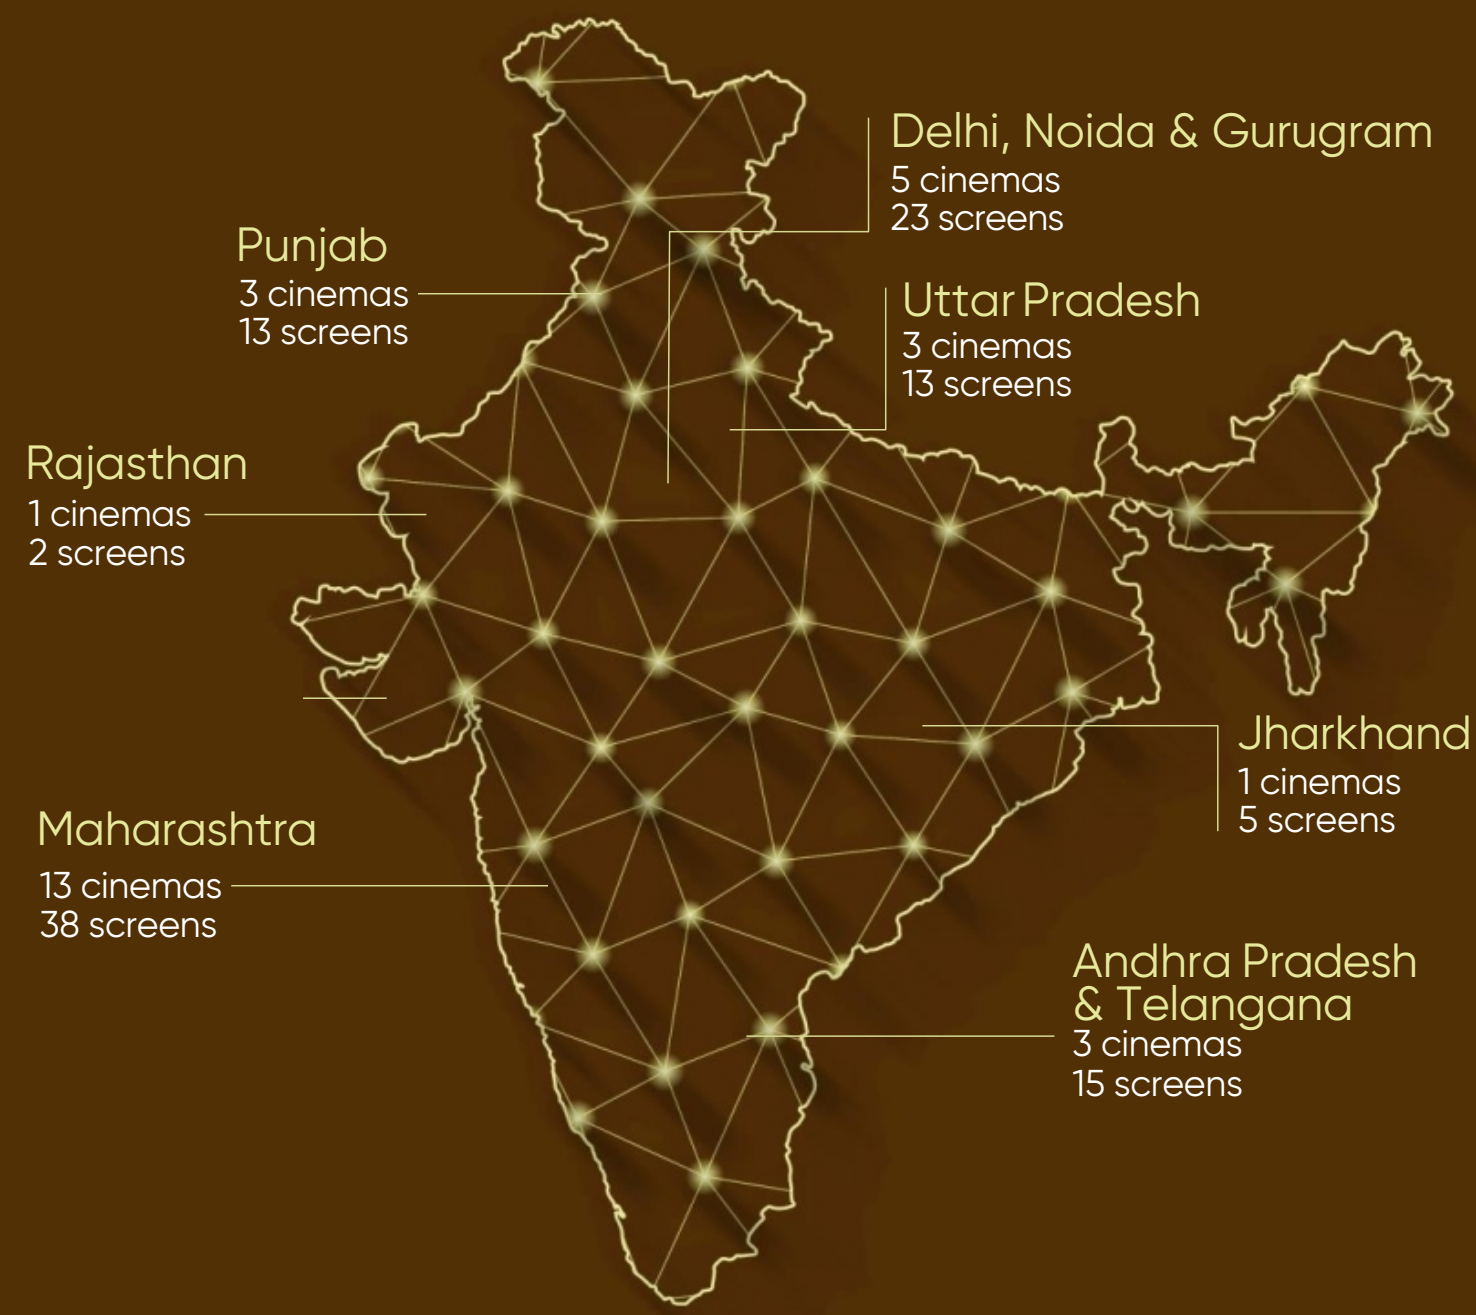 Delhi, Noida & Gurugram
5 cinemas
23 screens
Punjab
3 cinemas
13 screens
Uttar Pradesh
3 cinemas
13 screens
Rajasthan
1 cinemas
2 screens
Jharkhand
1 cinemas
5 screens
Maharashtra
13 cinemas
38 screens
Andhra Pradesh
& Telangana
3 cinemas
15 screens